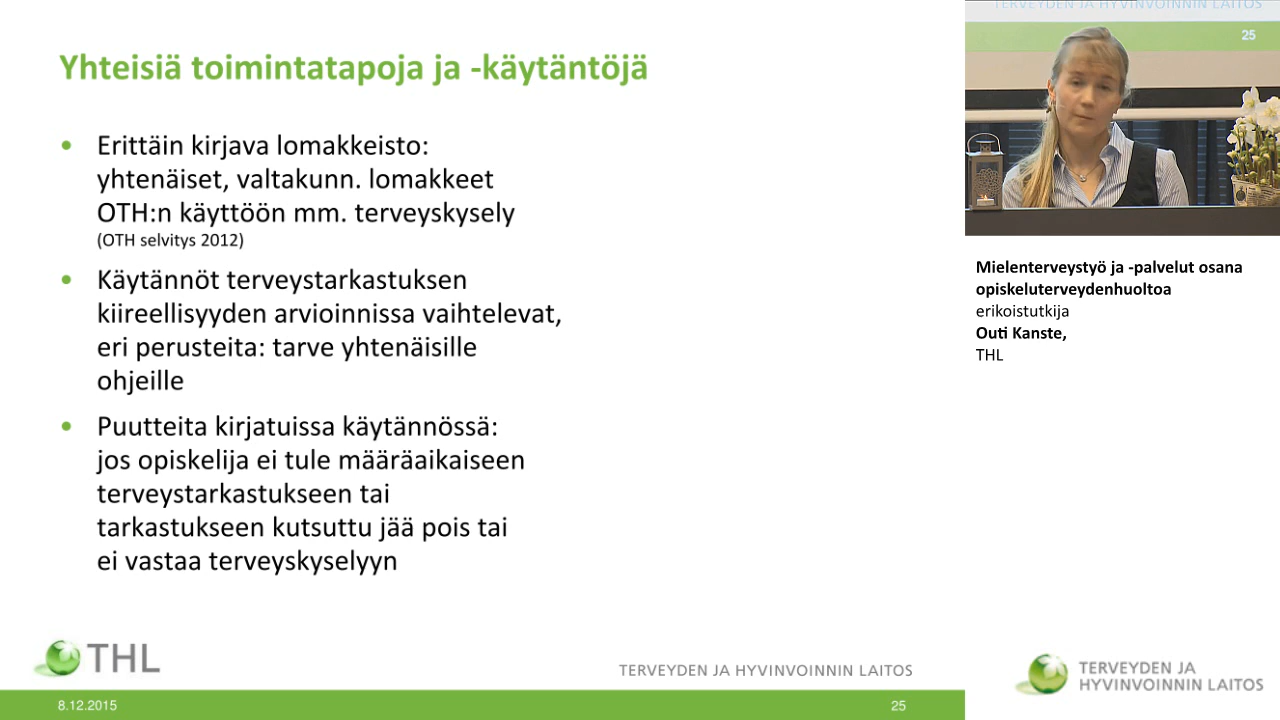 Yhteisiä toimintatapoja ja -käytäntöjä
Erittäin kirjava lomakkeisto:
yhtenäiset, valtakunn. lomakkeet
OTH:n käyttöön mm. terveyskysely
(OTH selvitys 2012)
Käytännöt terveystarkastuksen
kiireellisyyden arvioinnissa vaihtelevat,
eri perusteita: tarve yhtenäisille
ohjeille
Puutteita kirjatuissa käytännössä:
jos opiskelija ei tule määräaikaiseen
terveystarkastukseen tai
tarkastukseen kutsuttu jää pois tai
ei vastaa terveyskyselyyn
THL
TERVEYDEN JA HYVINVOINNIN LAITOS
8.12.2015
25
TERVEYDEN JA HYVINVOINNIN LAITOS
25
Mielenterveystyö ja -palvelut osana
opiskeluterveydenhuoltoa
erikoistutkija
Outi Kanste,
THL
TERVEYDEN JA
HYVINVOINNIN LAITOS